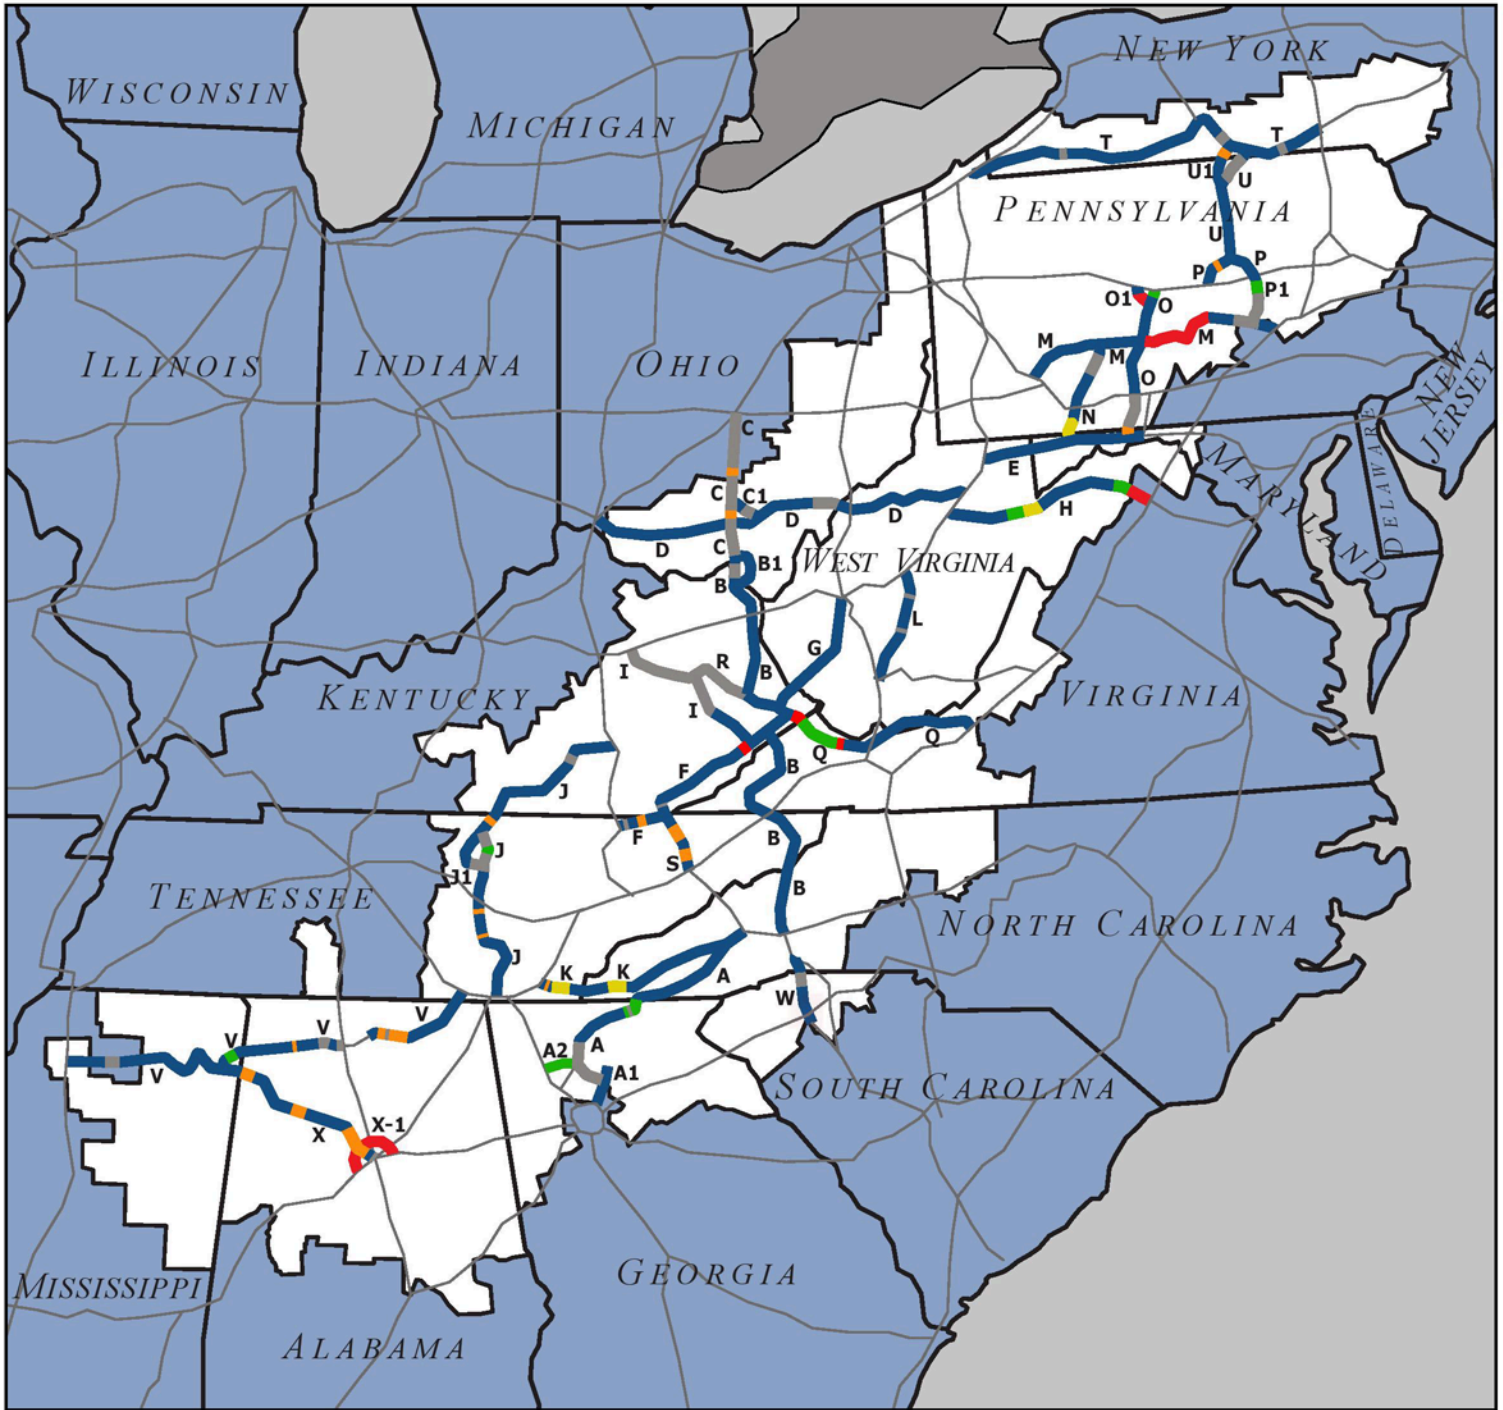 NEW YORK
WISCONSIN
MICHIGAN
T
T
U1
U
PENNSYLVANIA
U
P
P
P1
O1
O
M
M
M
ILLINOIS
INDIANA
OHIO
O
NEW
JERSEY
N
C
DELAWARE
E
MARYLAND
C
C1
D
D
H
D
C
B1
WEST VIRGINIA
B
L
G
R
I
B
KENTUCKY
I
VIRGINIA
Q
Q
F
B
J
F
B
J
S
J1
B
TENNESSEE
NORTH CAROLINA
J
K
K
A
W
V
V
V
A
A2
V
A1
SOUTH CAROLINA
X
X-1
GEORGIA
MISSISSIPPI
ALABAMA